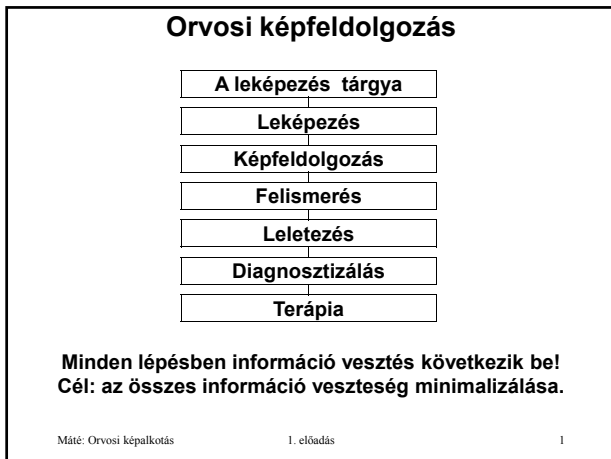 Orvosi képfeldolgozás
A leképezés tárgya
Leképezés
Képfeldolgozás
Felismerés
Leletezés
Diagnosztizálás
Terápia
Minden lépésben információ vesztés következik be!
Cél: az összes információ veszteség minimalizálása.
Máté: Orvosi képalkotás 1. előadás 1